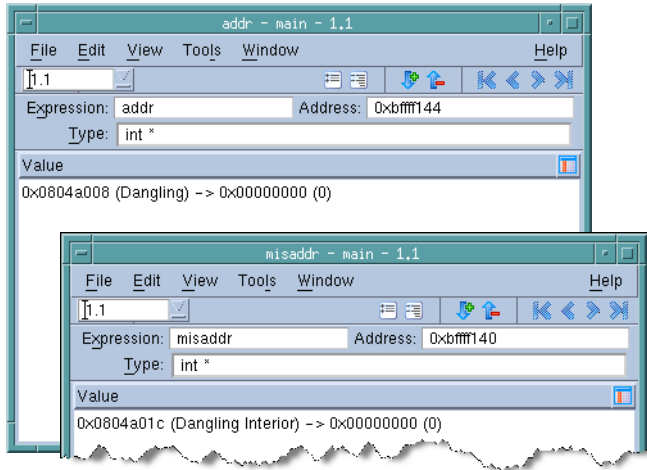 addr - main - 1.1
File Edit View Tools Window Help
1.1
Expression: addr Address: 0xbffff144
Type: int *
Value
0x0804a008 (Dangling) -> 0x00000000 (0)
misaddr - main - 1.1
File Edit View Tools Window Help
1.1
Expression: misaddr Address: 0xbffff140
Type: int *
Value
0x0804a01c (Dangling Interior) -> 0x00000000 (0)